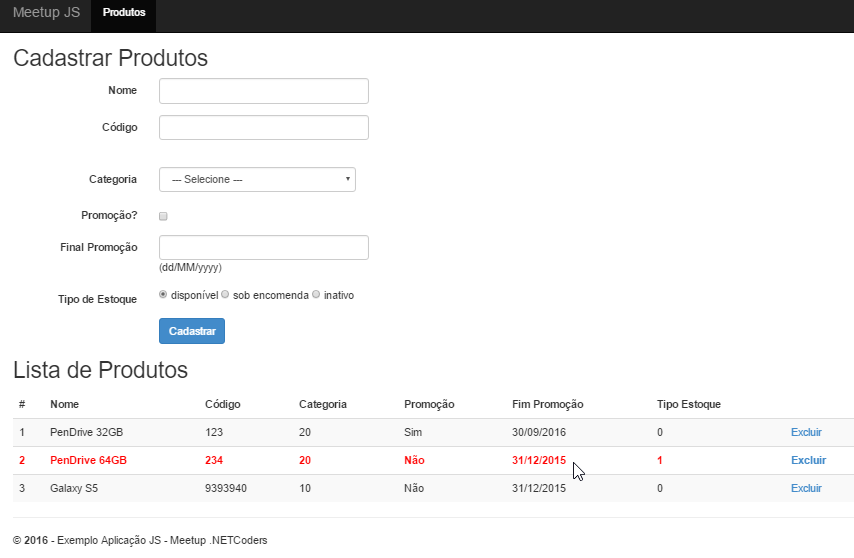 Meetup JS Produtos
Cadastrar Produtos
Nome
Código
Categoria --- Selecione ---
Promoção?
Final Promoção
(dd/MM/yyyy)
Tipo de Estoque disponível sob encomenda inativo
Cadastrar
Lista de Produtos
# Nome Código Categoria Promoção Fim Promoção Tipo Estoque
1 PenDrive 32GB 123 20 Sim 30/09/2016 0 Excluir
2 PenDrive 64GB 234 20 Não 31/12/2015 1 Excluir
3 Galaxy S5 9393940 10 Não 31/12/2015 0 Excluir
© 2016 - Exemplo Aplicação JS - Meetup .NETCoders